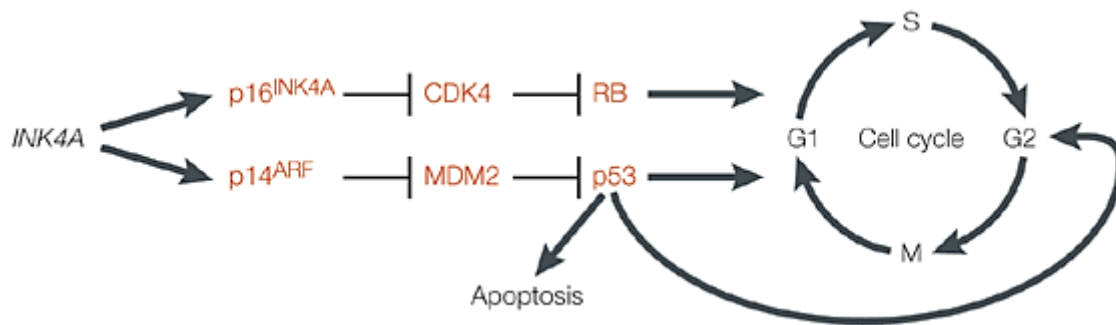 S
p16INK4A CDK4 RB
INK4A G1 Cell cycle G2
p14ARF MDM2 p53
M
Apoptosis